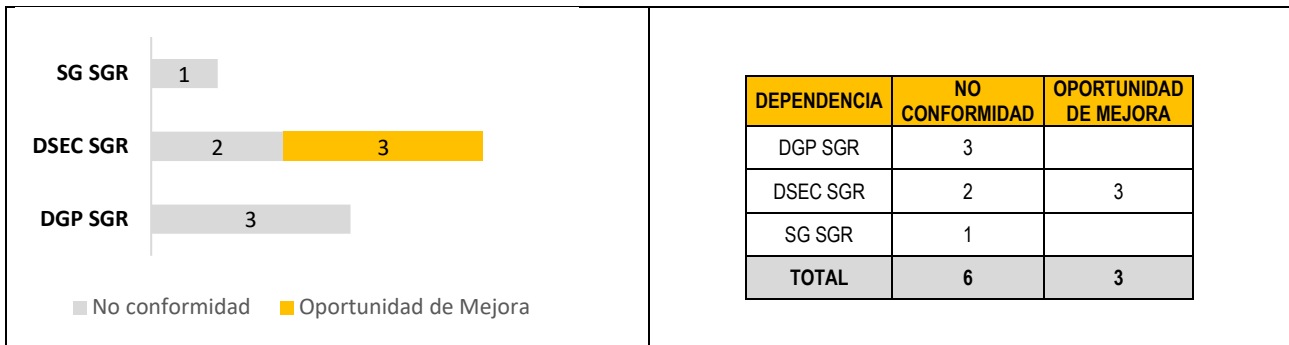 SG SGR 1
DSEC SGR 2 3
DGP SGR 3
No conformidad Oportunidad de Mejora
DEPENDENCIA NO CONFORMIDAD OPORTUNIDAD DE MEJORA
DGP SGR 3
DSEC SGR 2 3
SG SGR 1
TOTAL 6 3